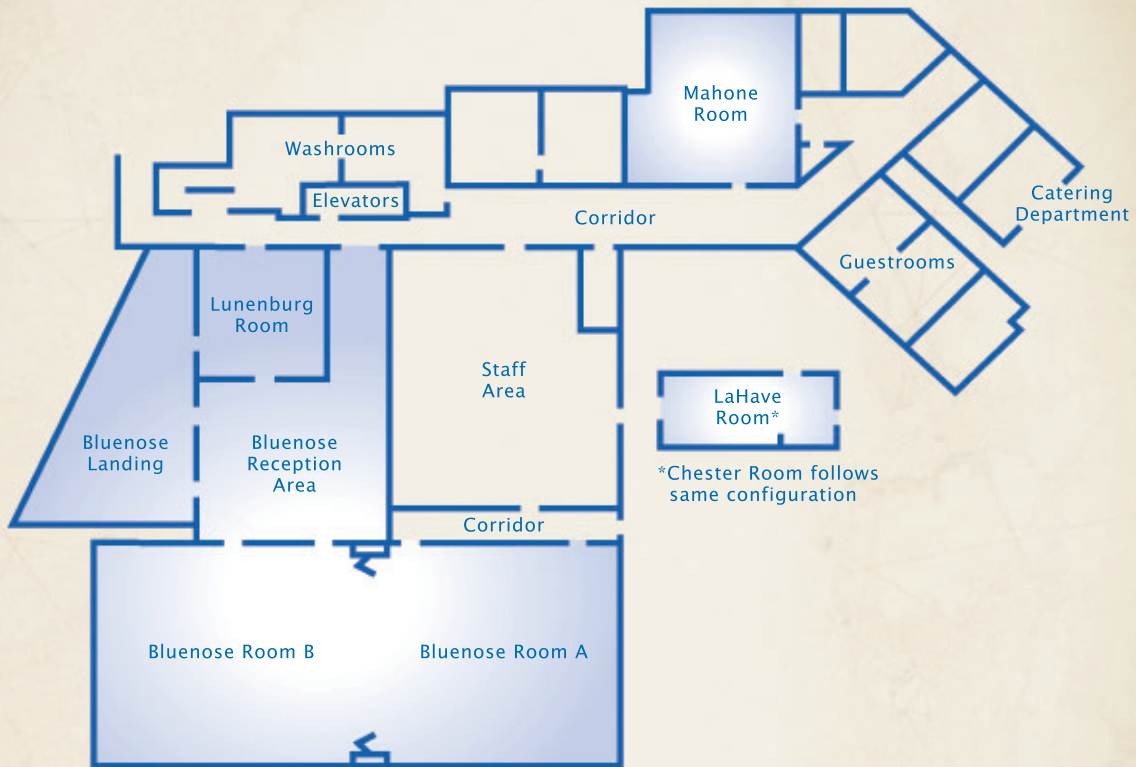 Mahone
Room
Washrooms
Elevators
Corridor
Catering
Department
Guestrooms
Lunenburg
Room
Staff
Area
LaHave
Room*
*Chester Room follows
same configuration
Bluenose
Landing
Bluenose
Reception
Area
Corridor
Bluenose Room B
Bluenose Room A